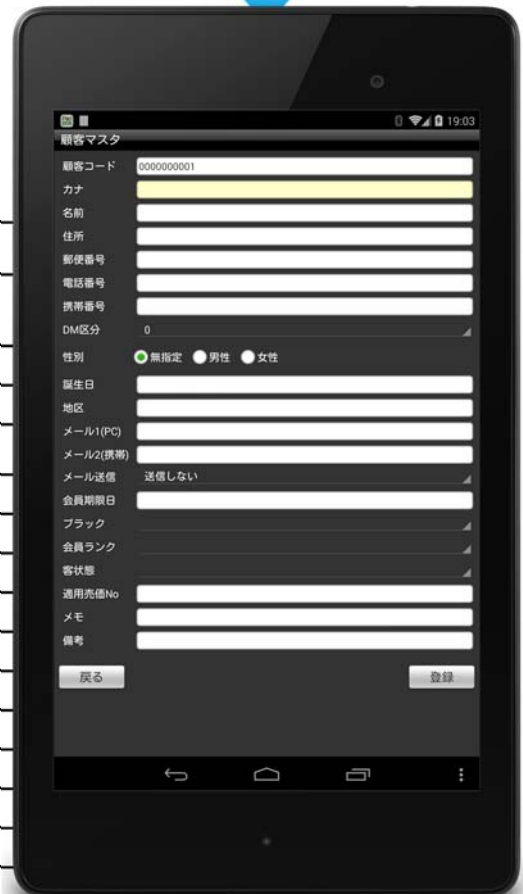 19:03
顧客マスタ
顧客コード 0000000001
カナ
名前
住所
郵便番号
電話番号
携帯番号
DM区分 0
性別 無指定 男性 女性
誕生日
地区
メール1(PC)
メール2(携帯)
メール送信 送信しない
会員期限日
ブラック
会員ランク
客状態
適用売価No
メモ
備考
戻る 登録